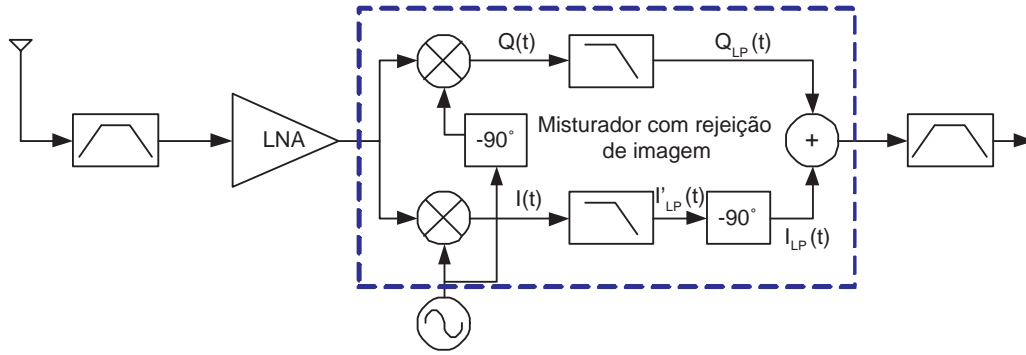 Q(t)
Q_LP(t)
LNA
-90°
Misturador com rejeição
de imagem
+
I(t)
I'_LP(t)
-90°
I_LP(t)